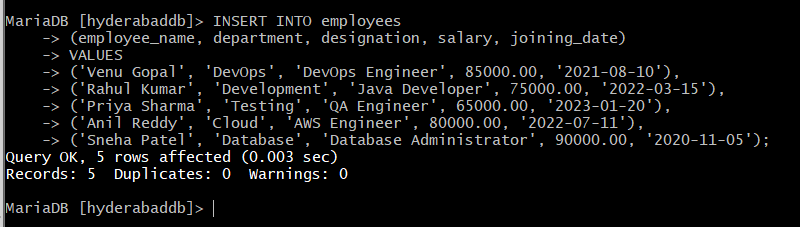 MariaDB [hyderabaddb]> INSERT INTO employees
-> (employee_name, department, designation, salary, joining_date)
-> VALUES
-> ('Venu Gopal', 'DevOps', 'DevOps Engineer', 85000.00, '2021-08-10'),
-> ('Rahul Kumar', 'Development', 'Java Developer', 75000.00, '2022-03-15'),
-> ('Priya Sharma', 'Testing', 'QA Engineer', 65000.00, '2023-01-20'),
-> ('Anil Reddy', 'Cloud', 'AWS Engineer', 80000.00, '2022-07-11'),
-> ('Sneha Patel', 'Database', 'Database Administrator', 90000.00, '2020-11-05');
Query OK, 5 rows affected (0.003 sec)
Records: 5  Duplicates: 0  Warnings: 0
MariaDB [hyderabaddb]>